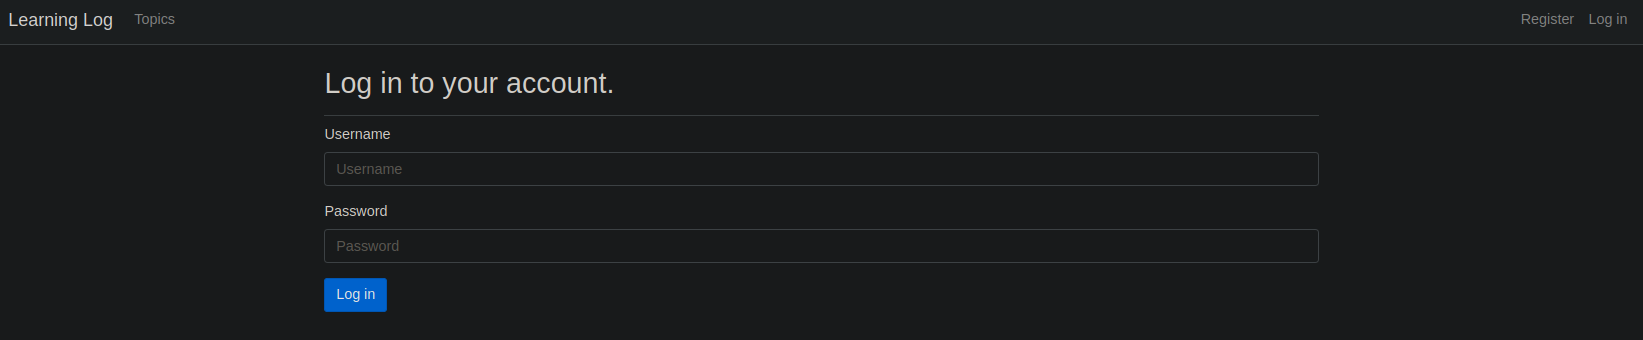 Learning Log Topics Register Log in
Log in to your account.
Username
Username
Password
Password
Log in